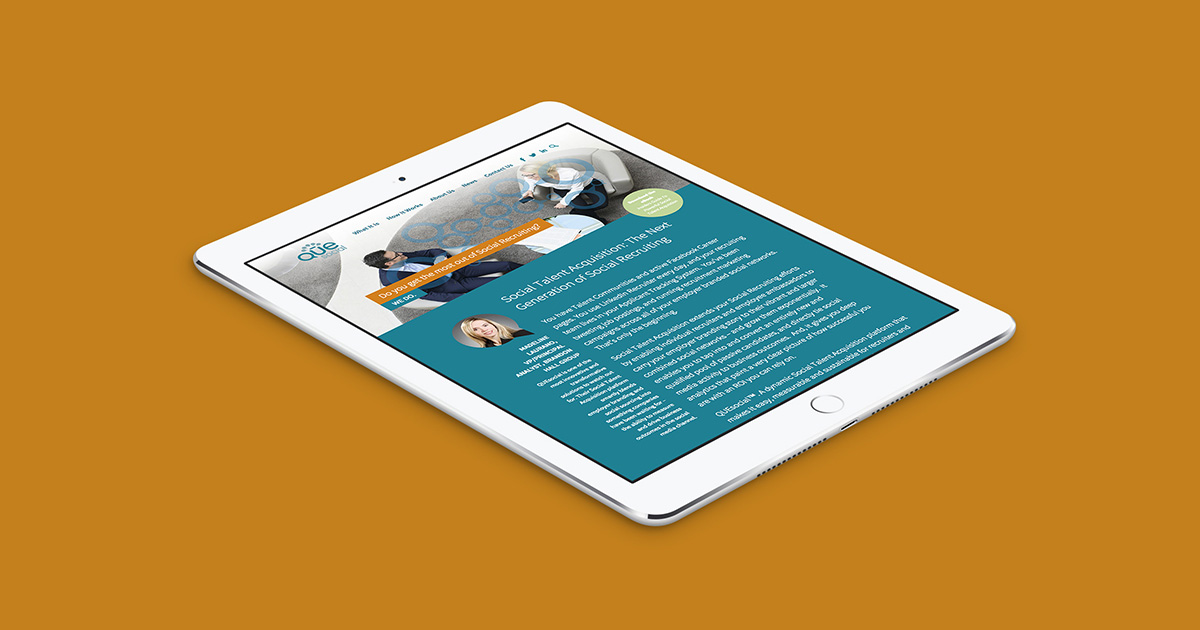 QUE
social
What It Is
How It Works
About Us
News
Contact Us
Do you get the most out of Social Recruiting?
WE DO.
Social Talent Acquisition: The Next
Generation of Social Recruiting
You have Talent Communities and active Facebook Career
pages. You use LinkedIn Recruiter every day, and your recruiting
team lives in your Applicant Tracking System. You've been
tweeting job postings, and running recruitment marketing
campaigns across all of your employer branded social networks.
That's only the beginning.
Social Talent Acquisition extends your Social Recruiting efforts
by enabling individual recruiters and employee ambassadors to
carry your employer branding story to their vibrant and larger
combined social networks – and grow them exponentially. It
enables you to tap into and convert an entirely new and
qualified pool of passive candidates, and directly tie social
media activity to business outcomes. And, it gives you deep
analytics that paint a very clear picture of how successful you
are with an ROI you can rely on.
QUEsocial™. A dynamic Social Talent Acquisition platform that
makes it easy, measurable and sustainable for recruiters and
MADELINE
LAURANO,
VP/PRINCIPAL
ANALYST / BRANDON
HALL GROUP
QUEsocial is one of the
most innovative and
transformative
solutions to watch out
for. Their Social Talent
Acquisition platform
smartly blends
employer branding and
social sourcing into
something companies
have been waiting for –
the ability to measure
and drive business
outcomes in the social
media channel.